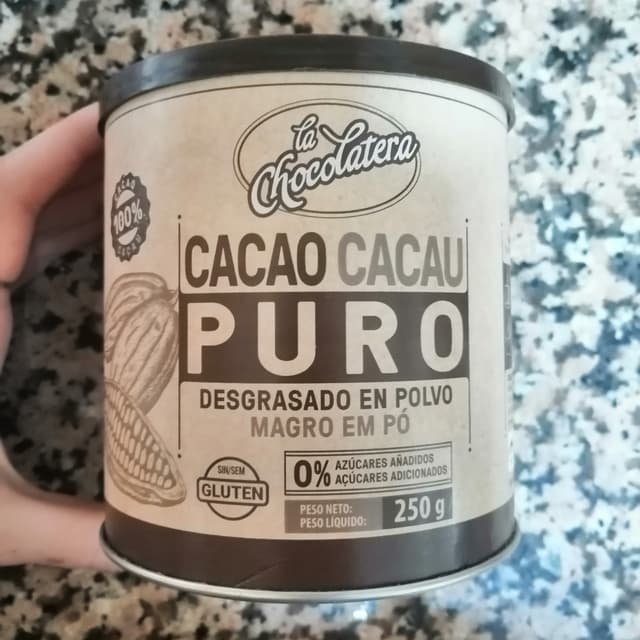 la
Chocolatera
CACAO
100%
CACAO CACAU
PURO
DESGRASADO EN POLVO
MAGRO EM PÓ
SIN/SEM
GLUTEN
0% AZÚCARES AÑADIDOS
AÇÚCARES ADICIONADOS
PESO NETO:
PESO LÍQUIDO:
250 g